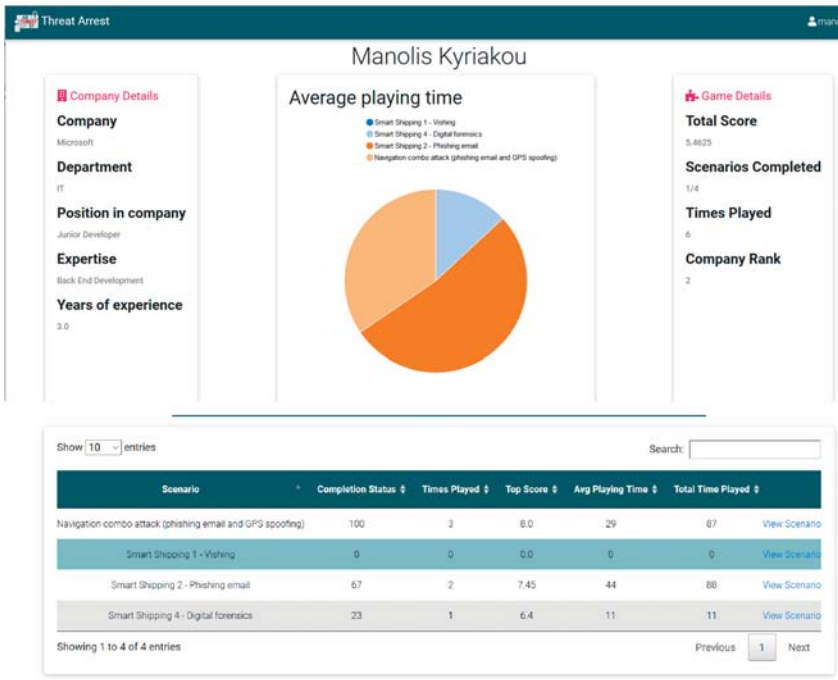 Threat Arrest
Manolis Kyriakou
Company Details
Company
Microsoft
Department
IT
Position in company
Junior Developer
Expertise
Back End Development
Years of experience
3.0
Average playing time
Smart Shipping 1 - Vishing
Smart Shipping 4 - Digital forensics
Smart Shipping 2 - Phishing email
Navigation combo attack (phishing email and GPS spoofing)
Game Details
Total Score
5.4625
Scenarios Completed
1/4
Times Played
6
Company Rank
2
Show 10 entries Search:
Scenario Completion Status Times Played Top Score Avg Playing Time Total Time Played
Navigation combo attack (phishing email and GPS spoofing) 100 3 8.0 29 87 View Scenario
Smart Shipping 1 - Vishing 0 0 0.0 0 0 View Scenario
Smart Shipping 2 - Phishing email 67 2 7.45 44 88 View Scenario
Smart Shipping 4 - Digital forensics 23 1 6.4 11 11 View Scenario
Showing 1 to 4 of 4 entries Previous 1 Next